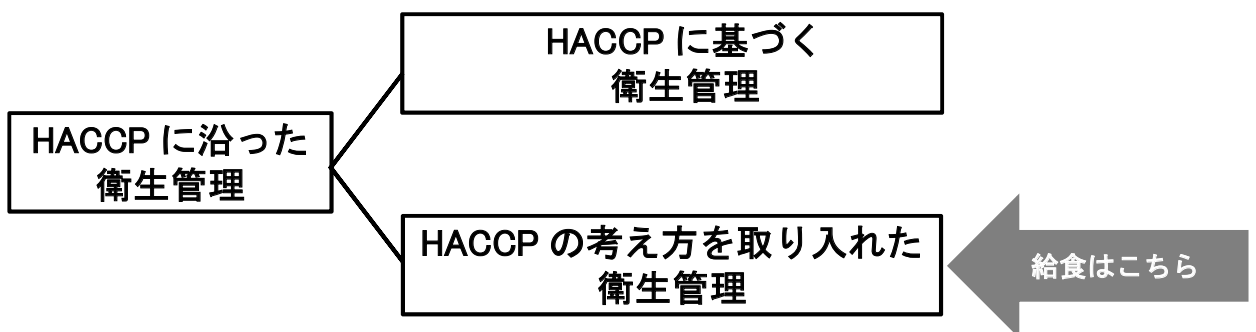 HACCP に基づく
衛生管理
HACCP に沿った
衛生管理
HACCP の考え方を取り入れた
衛生管理
給食はこちら